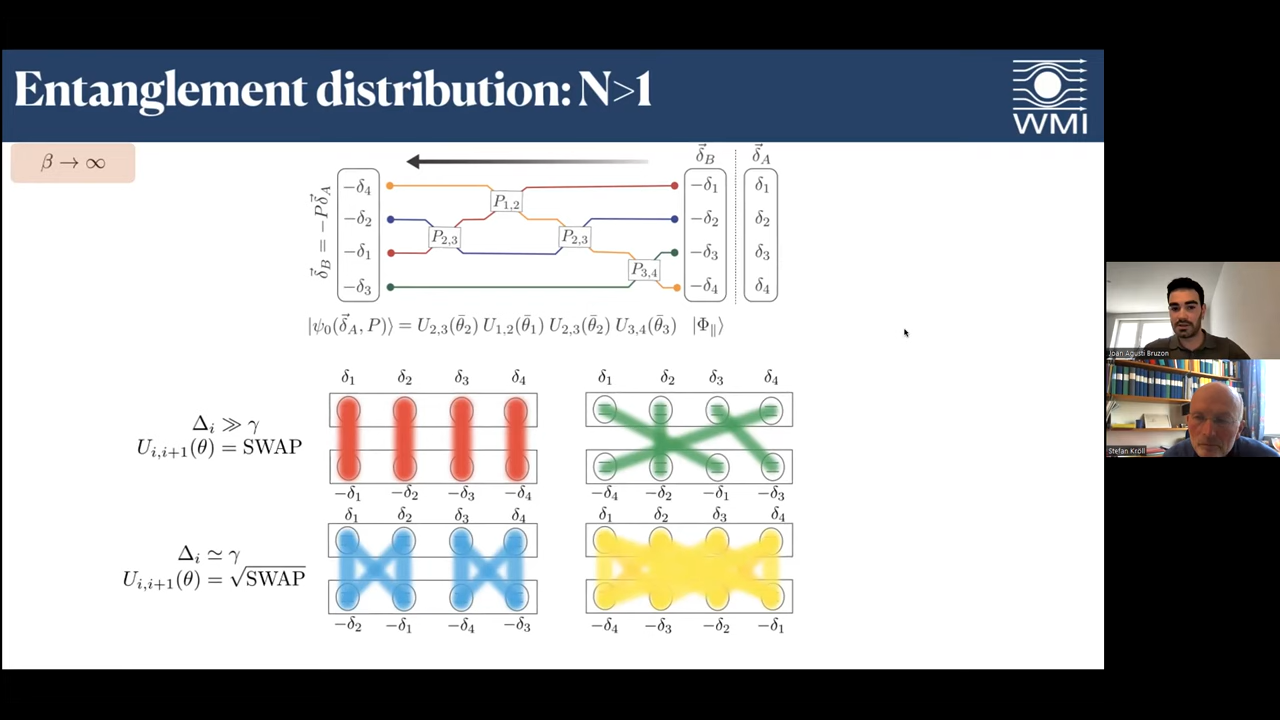 Entanglement distribution: N>1
WMI
β → ∞
δ⃗_B = −Pδ⃗_A
−δ₄
−δ₂
−δ₁
−δ₃
P₁,₂
P₂,₃
P₂,₃
P₃,₄
δ⃗_B
−δ₁
−δ₂
−δ₃
−δ₄
δ⃗_A
δ₁
δ₂
δ₃
δ₄
|ψ₀(δ⃗_A, P)⟩ = U₂,₃(θ̄₂) U₁,₂(θ̄₁) U₂,₃(θ̄₂) U₃,₄(θ̄₃) |Φ_∥⟩
Δᵢ ≫ γ
Uᵢ,ᵢ₊₁(θ) = SWAP
δ₁ δ₂ δ₃ δ₄
−δ₁ −δ₂ −δ₃ −δ₄
δ₁ δ₂ δ₃ δ₄
−δ₄ −δ₂ −δ₁ −δ₃
Δᵢ ≃ γ
Uᵢ,ᵢ₊₁(θ) = √SWAP
δ₁ δ₂ δ₃ δ₄
−δ₂ −δ₁ −δ₄ −δ₃
δ₁ δ₂ δ₃ δ₄
−δ₄ −δ₃ −δ₂ −δ₁
Joan Agustí Bruzon
Stefan Kröll